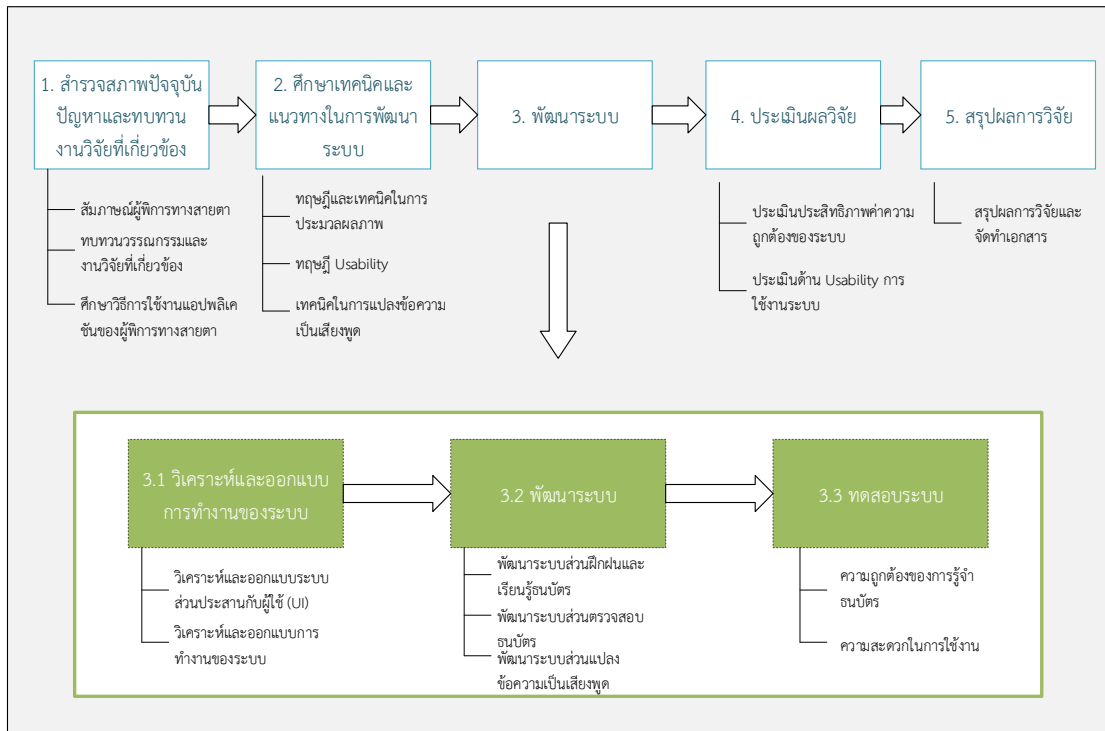 1. สำรวจสภาพปัจจุบัน
ปัญหาและทบทวน
งานวิจัยที่เกี่ยวข้อง
สัมภาษณ์ผู้พิการทางสายตา
ทบทวนวรรณกรรมและ
งานวิจัยที่เกี่ยวข้อง
ศึกษาวิธีการใช้งานแอปพลิเค
ชันของผู้พิการทางสายตา
2. ศึกษาเทคนิคและ
แนวทางในการพัฒนา
ระบบ
ทฤษฎีและเทคนิคในการ
ประมวลผลภาพ
ทฤษฎี Usability
เทคนิคในการแปลงข้อความ
เป็นเสียงพูด
3. พัฒนาระบบ
4. ประเมินผลวิจัย
ประเมินประสิทธิภาพค่าความ
ถูกต้องของระบบ
ประเมินด้าน Usability การ
ใช้งานระบบ
5. สรุปผลการวิจัย
สรุปผลการวิจัยและ
จัดทำเอกสาร
3.1 วิเคราะห์และออกแบบ
การทำงานของระบบ
วิเคราะห์และออกแบบระบบ
ส่วนประสานกับผู้ใช้ (UI)
วิเคราะห์และออกแบบการ
ทำงานของระบบ
3.2 พัฒนาระบบ
พัฒนาระบบส่วนฝึกฝนและ
เรียนรู้ธนบัตร
พัฒนาระบบส่วนตรวจสอบ
ธนบัตร
พัฒนาระบบส่วนแปลง
ข้อความเป็นเสียงพูด
3.3 ทดสอบระบบ
ความถูกต้องของการรู้จำ
ธนบัตร
ความสะดวกในการใช้งาน